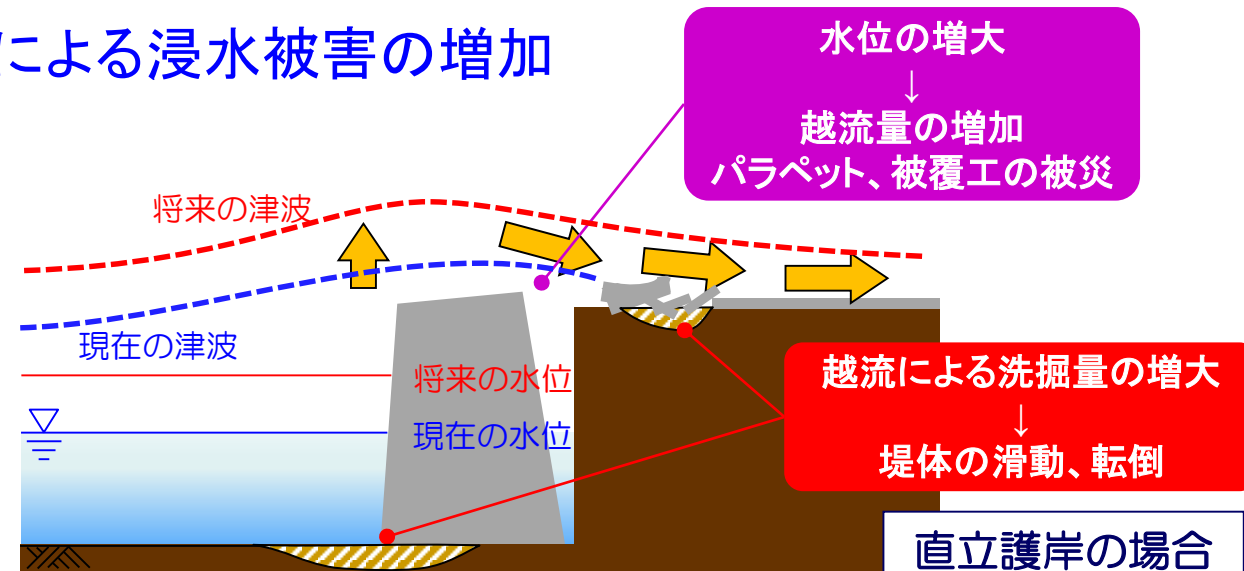 による浸水被害の増加
水位の増大
↓
越流量の増加
パラペット、被覆工の被災
将来の津波
現在の津波
将来の水位
現在の水位
越流による洗掘量の増大
↓
堤体の滑動、転倒
直立護岸の場合